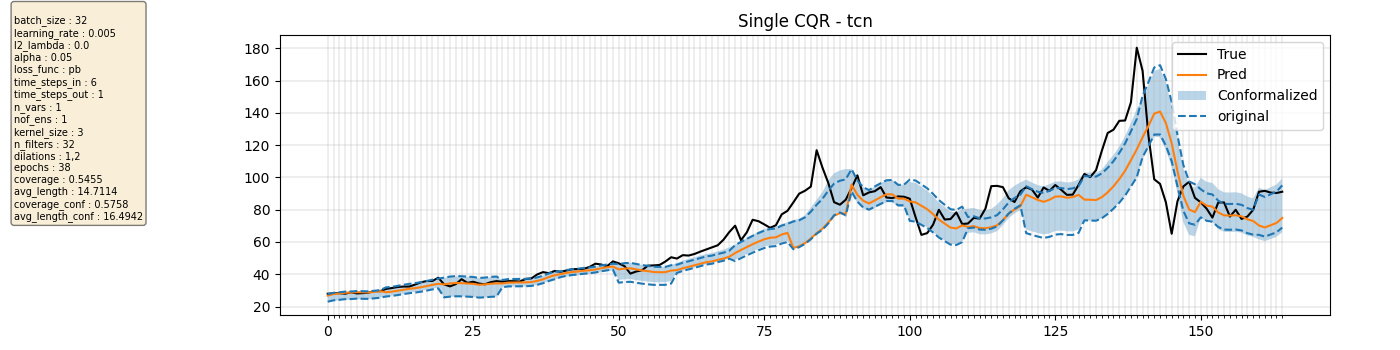 batch_size : 32
learning_rate : 0.005
l2_lambda : 0.0
alpha : 0.05
loss_func : pb
time_steps_in : 6
time_steps_out : 1
n_vars : 1
nof_ens : 1
kernel_size : 3
n_filters : 32
dilations : 1,2
epochs : 38
coverage : 0.5455
avg_length : 14.7114
coverage_conf : 0.5758
avg_length_conf : 16.4942
Single CQR - tcn
180
160
140
120
100
80
60
40
20
0 25 50 75 100 125 150
True
Pred
Conformalized
original